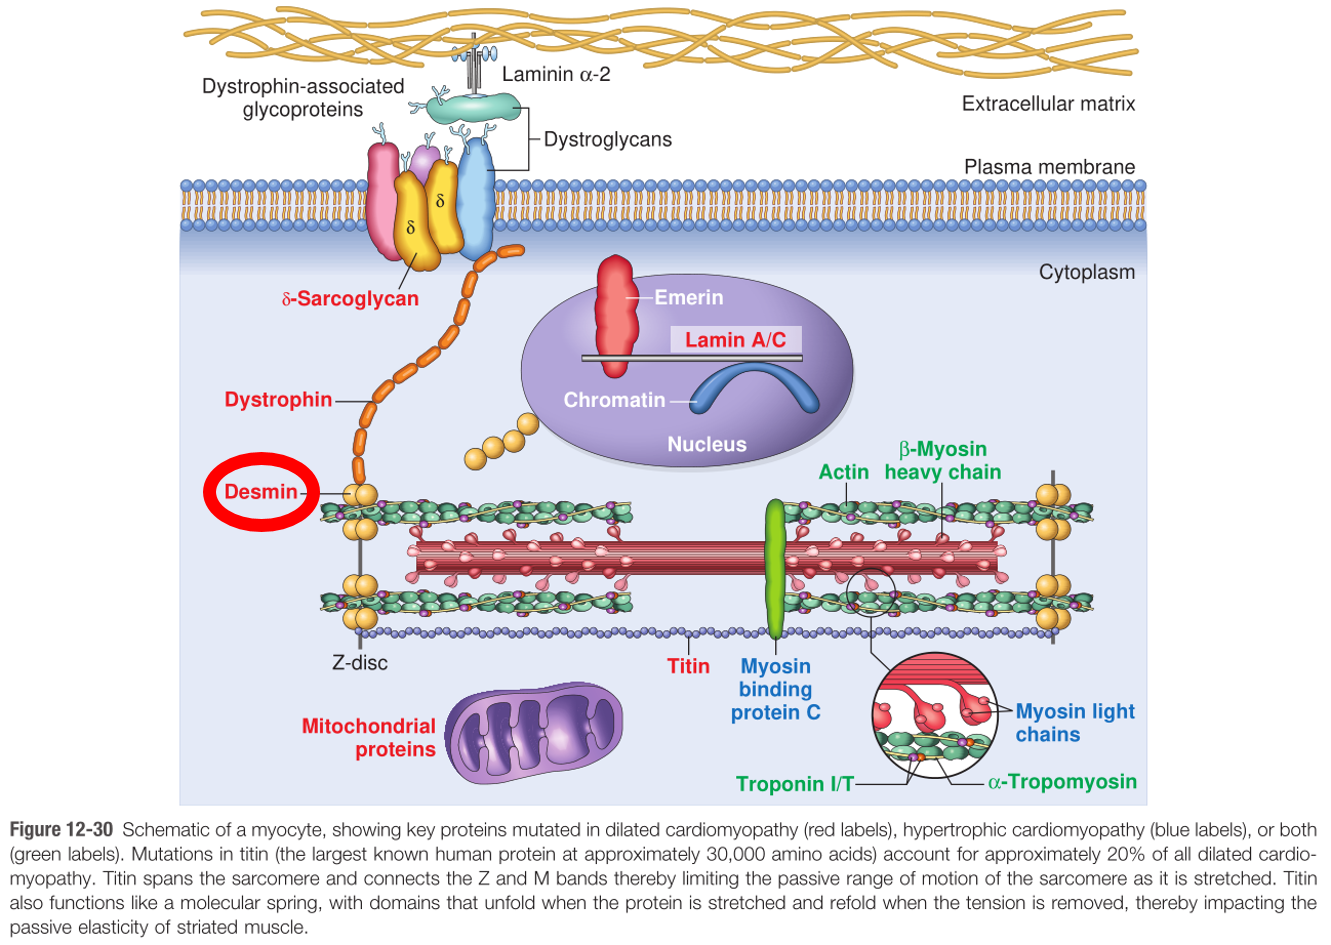 Laminin α-2
Dystrophin-associated
glycoproteins
Extracellular matrix
Dystroglycans
Plasma membrane
δ
δ
Cytoplasm
δ-Sarcoglycan
Emerin
Lamin A/C
Dystrophin
Chromatin
Nucleus
β-Myosin
heavy chain
Actin
Desmin
Z-disc
Titin
Myosin
binding
protein C
Mitochondrial
proteins
Myosin light
chains
Troponin I/T
α-Tropomyosin
Figure 12-30 Schematic of a myocyte, showing key proteins mutated in dilated cardiomyopathy (red labels), hypertrophic cardiomyopathy (blue labels), or both
(green labels). Mutations in titin (the largest known human protein at approximately 30,000 amino acids) account for approximately 20% of all dilated cardio-
myopathy. Titin spans the sarcomere and connects the Z and M bands thereby limiting the passive range of motion of the sarcomere as it is stretched. Titin
also functions like a molecular spring, with domains that unfold when the protein is stretched and refold when the tension is removed, thereby impacting the
passive elasticity of striated muscle.